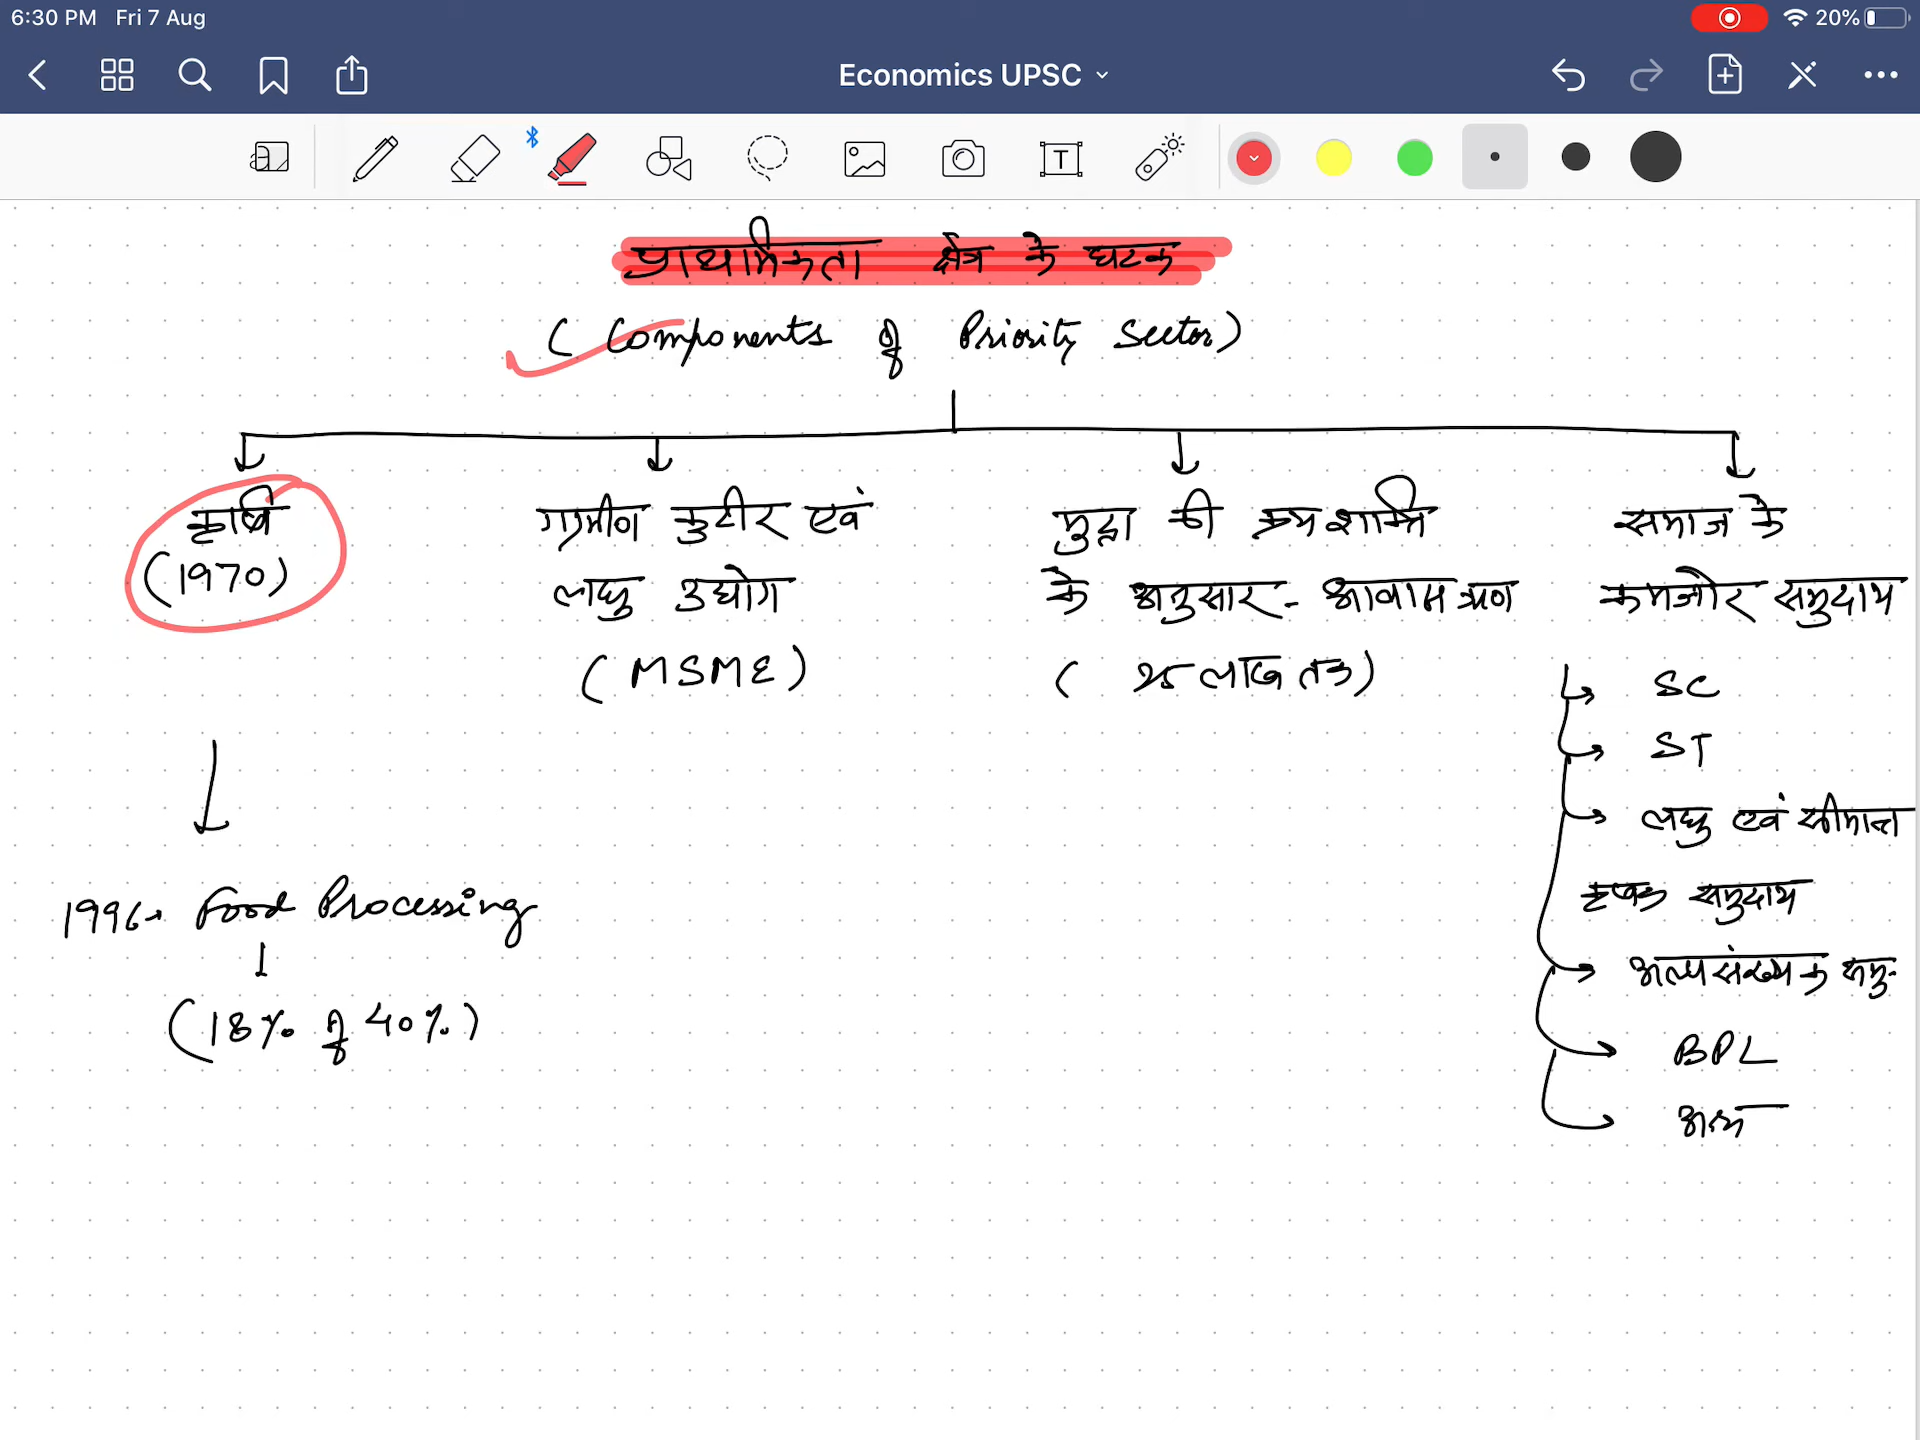 6:30 PM Fri 7 Aug
20%
Economics UPSC
प्राथमिकता क्षेत्र के घटक
( Components of Priority Sector)
कृषि
(1970)
ग्रामीण कुटीर एवं
लघु उद्योग
(MSME)
मुद्रा की क्रय शक्ति
के अनुसार - आवास ऋण
( 25 लाख तक)
समाज के
कमजोर समुदाय
SC
ST
लघु एवं सीमान्त
कृषक समुदाय
अल्पसंख्यक समु.
BPL
अन्य
1996 Food Processing
(18% of 40%)